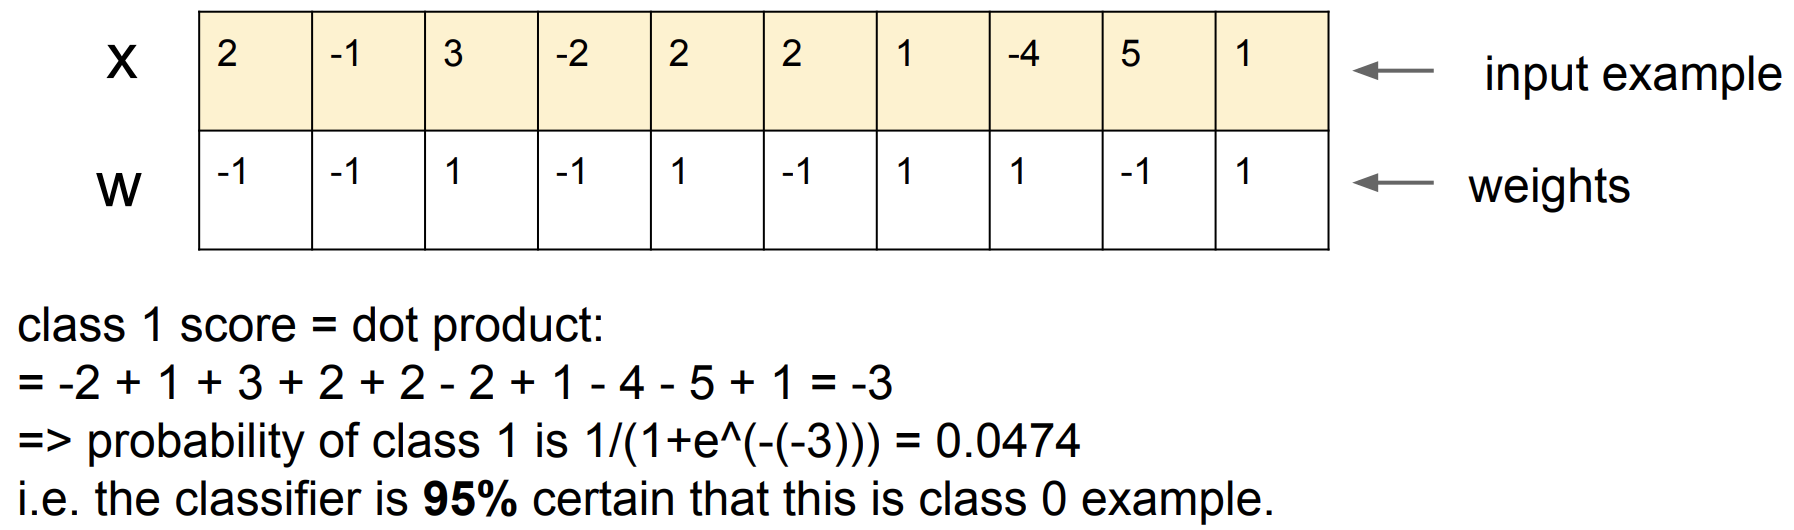 x 2 -1 3 -2 2 2 1 -4 5 1 input example
w -1 -1 1 -1 1 -1 1 1 -1 1 weights
class 1 score = dot product:
= -2 + 1 + 3 + 2 + 2 - 2 + 1 - 4 - 5 + 1 = -3
=> probability of class 1 is 1/(1+e^(-(-3))) = 0.0474
i.e. the classifier is 95% certain that this is class 0 example.